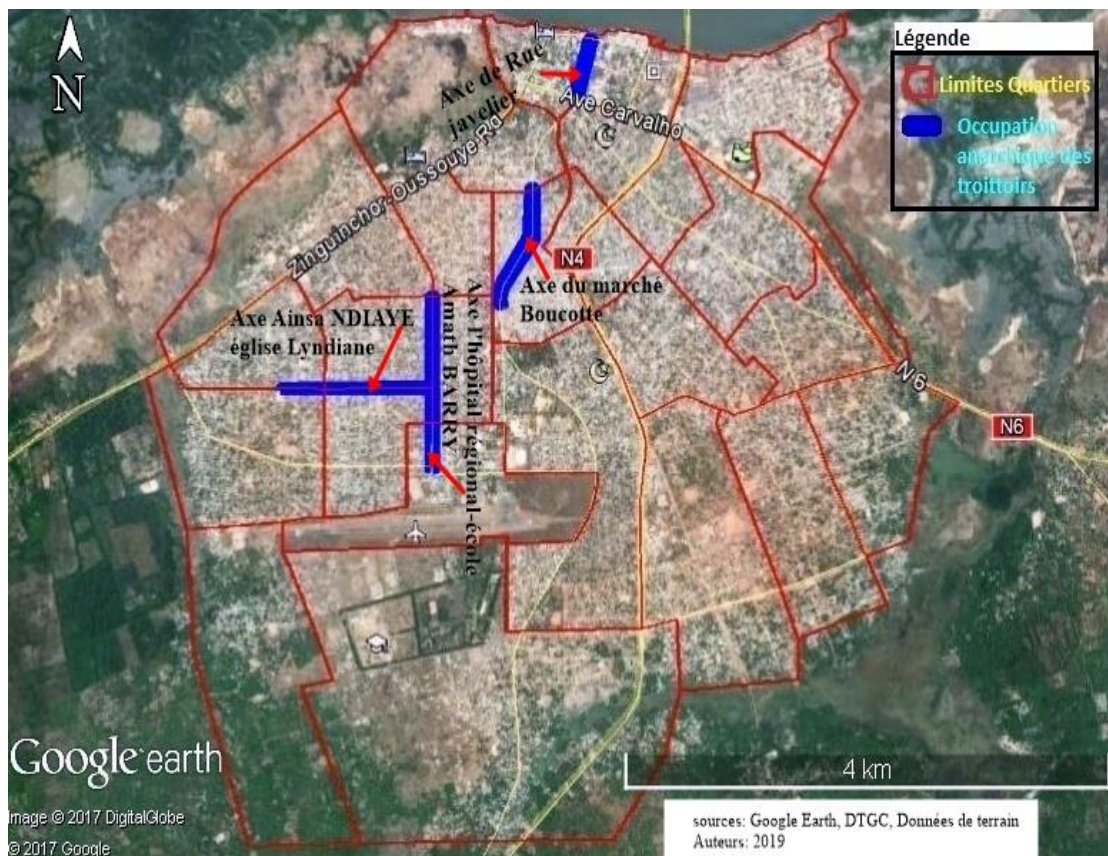 N
Légende
Limites Quartiers
Occupation
anarchique des
troittoirs
Axe de Rue
javelier
Ave Carvalho
Zinguinchor-Oussouye Rd
N4
Axe du marché
Boucotte
Axe Ainsa NDIAYE
église Lyndiane
Axe l'hôpital régional-école
Amath BARRY
N6
N6
Google earth
4 km
Image © 2017 DigitalGlobe
© 2017 Google
sources: Google Earth, DTGC, Données de terrain
Auteurs: 2019